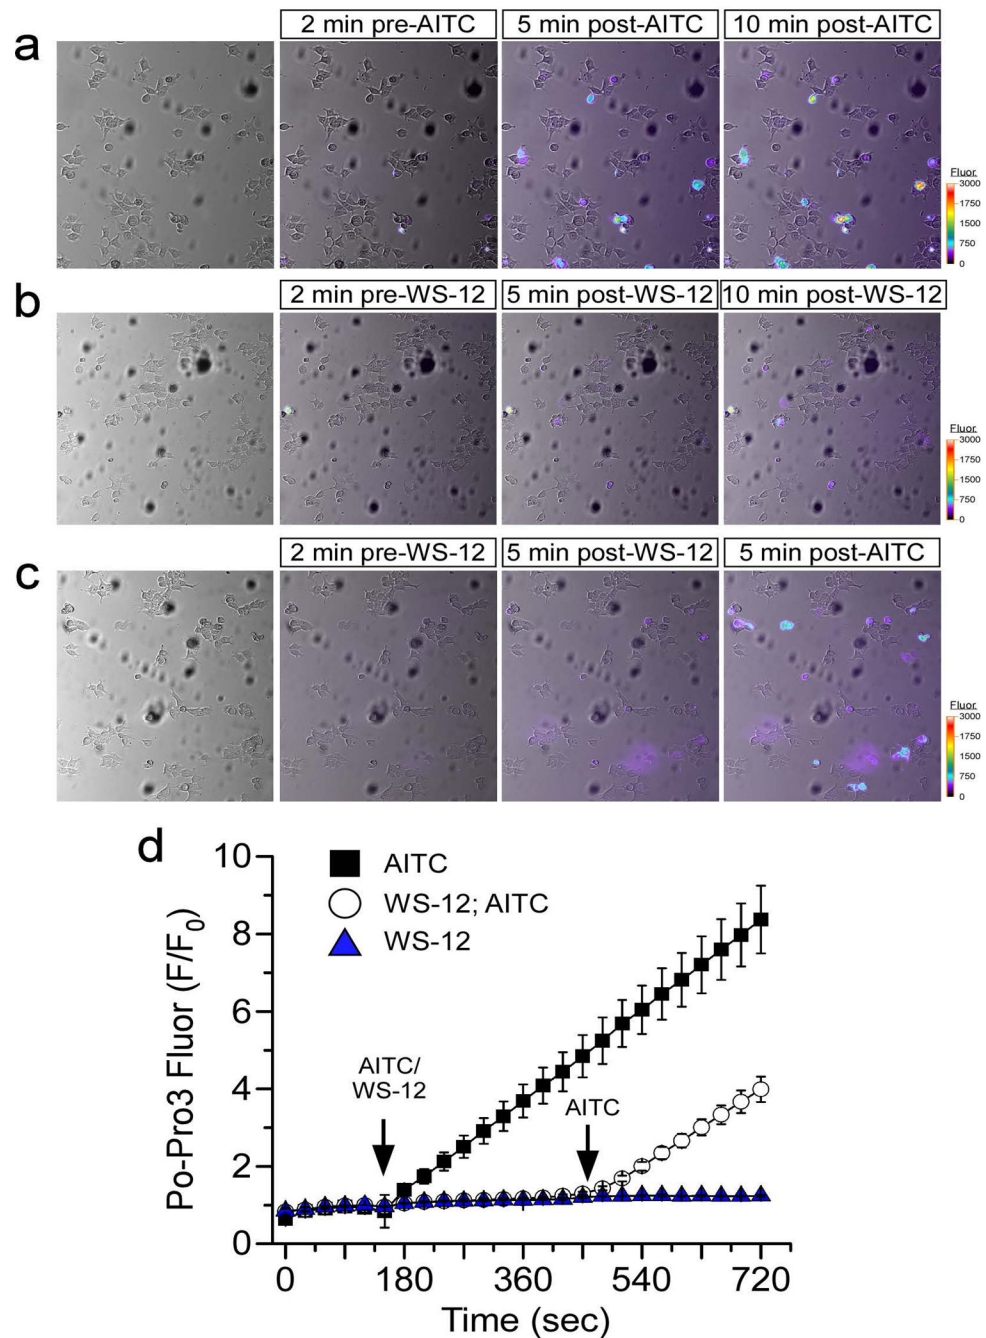 a
2 min pre-AITC 5 min post-AITC 10 min post-AITC
Fluor.
3000
1750
750
0
b
2 min pre-WS-12 5 min post-WS-12 10 min post-WS-12
Fluor.
3000
1750
750
0
c
2 min pre-WS-12 5 min post-WS-12 5 min post-AITC
Fluor.
3000
1750
750
0
d
10
8
6
4
2
0
Po-Pro3 Fluor (F/F0)
AITC
WS-12; AITC
WS-12
AITC/
WS-12
AITC
0 180 360 540 720
Time (sec)